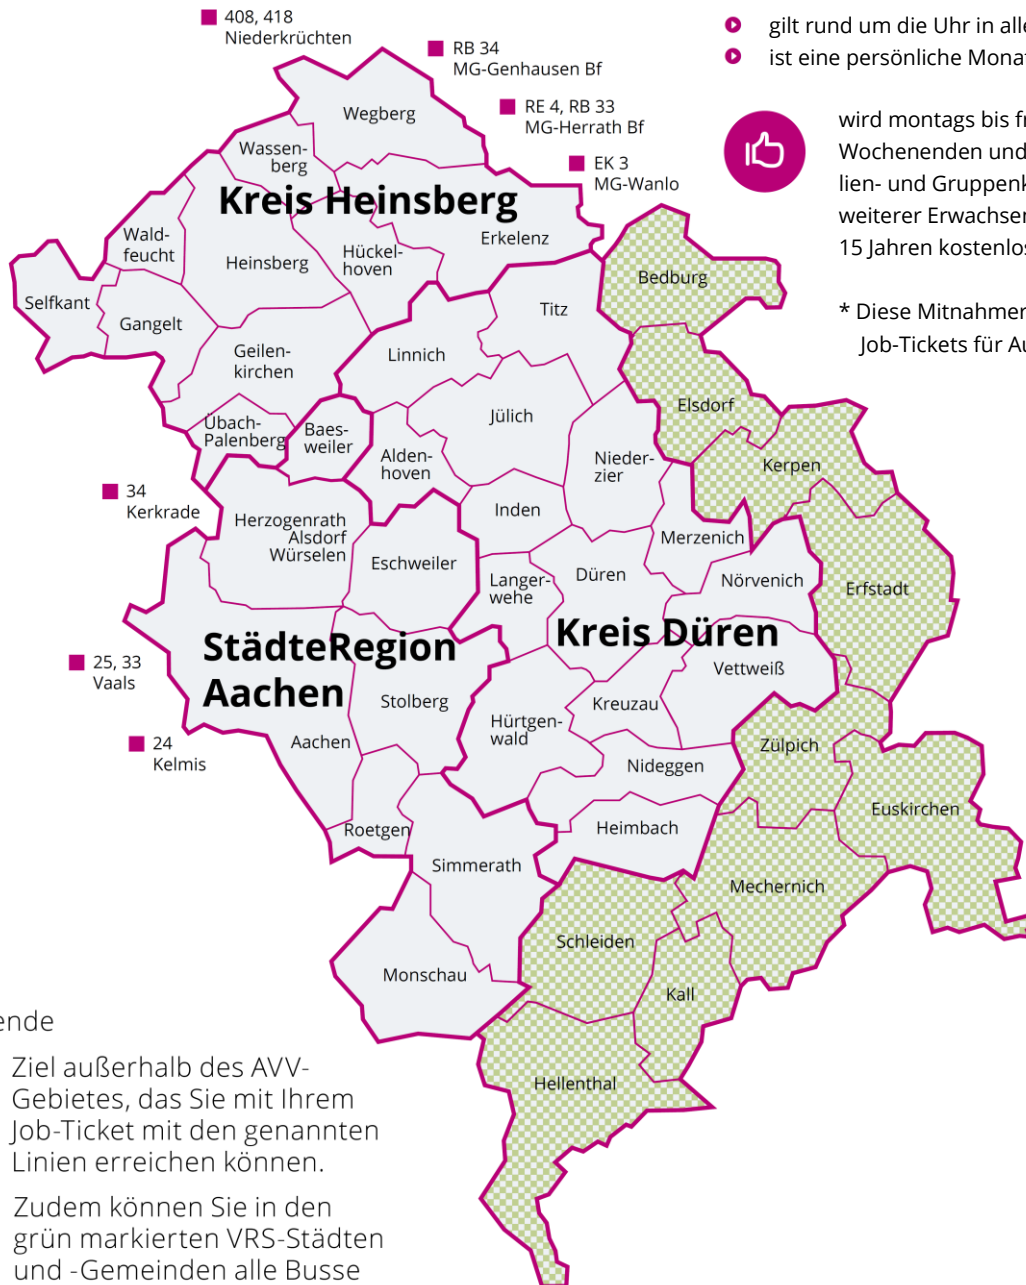 408, 418
Niederkrüchten
RB 34
MG-Genhausen Bf
RE 4, RB 33
MG-Herrath Bf
EK 3
MG-Wanlo
gilt rund um die Uhr in alle
ist eine persönliche Monat
wird montags bis fr
Wochenenden und
lien- und Gruppenk
weiterer Erwachsen
15 Jahren kostenlos
* Diese Mitnahmer
Job-Tickets für Au
Wegberg
Wassen-
berg
Kreis Heinsberg
Wald-
feucht
Heinsberg
Hückel-
hoven
Erkelenz
Selfkant
Gangelt
Geilen-
kirchen
Linnich
Titz
Bedburg
Übach-
Palenberg
Baes-
weiler
Alden-
hoven
Jülich
Nieder-
zier
Elsdorf
Kerpen
34
Kerkrade
Herzogenrath
Alsdorf
Würselen
Eschweiler
Inden
Langer-
wehe
Düren
Merzenich
Nörvenich
Erfstadt
StädteRegion
Aachen
Kreis Düren
Vettweiß
25, 33
Vaals
24
Kelmis
Aachen
Stolberg
Hürtgen-
wald
Kreuzau
Nideggen
Zülpich
Euskirchen
Roetgen
Simmerath
Heimbach
Mechernich
Monschau
Schleiden
Kall
Hellenthal
ende
Ziel außerhalb des AVV-
Gebietes, das Sie mit Ihrem
Job-Ticket mit den genannten
Linien erreichen können.
Zudem können Sie in den
grün markierten VRS-Städten
und -Gemeinden alle Busse